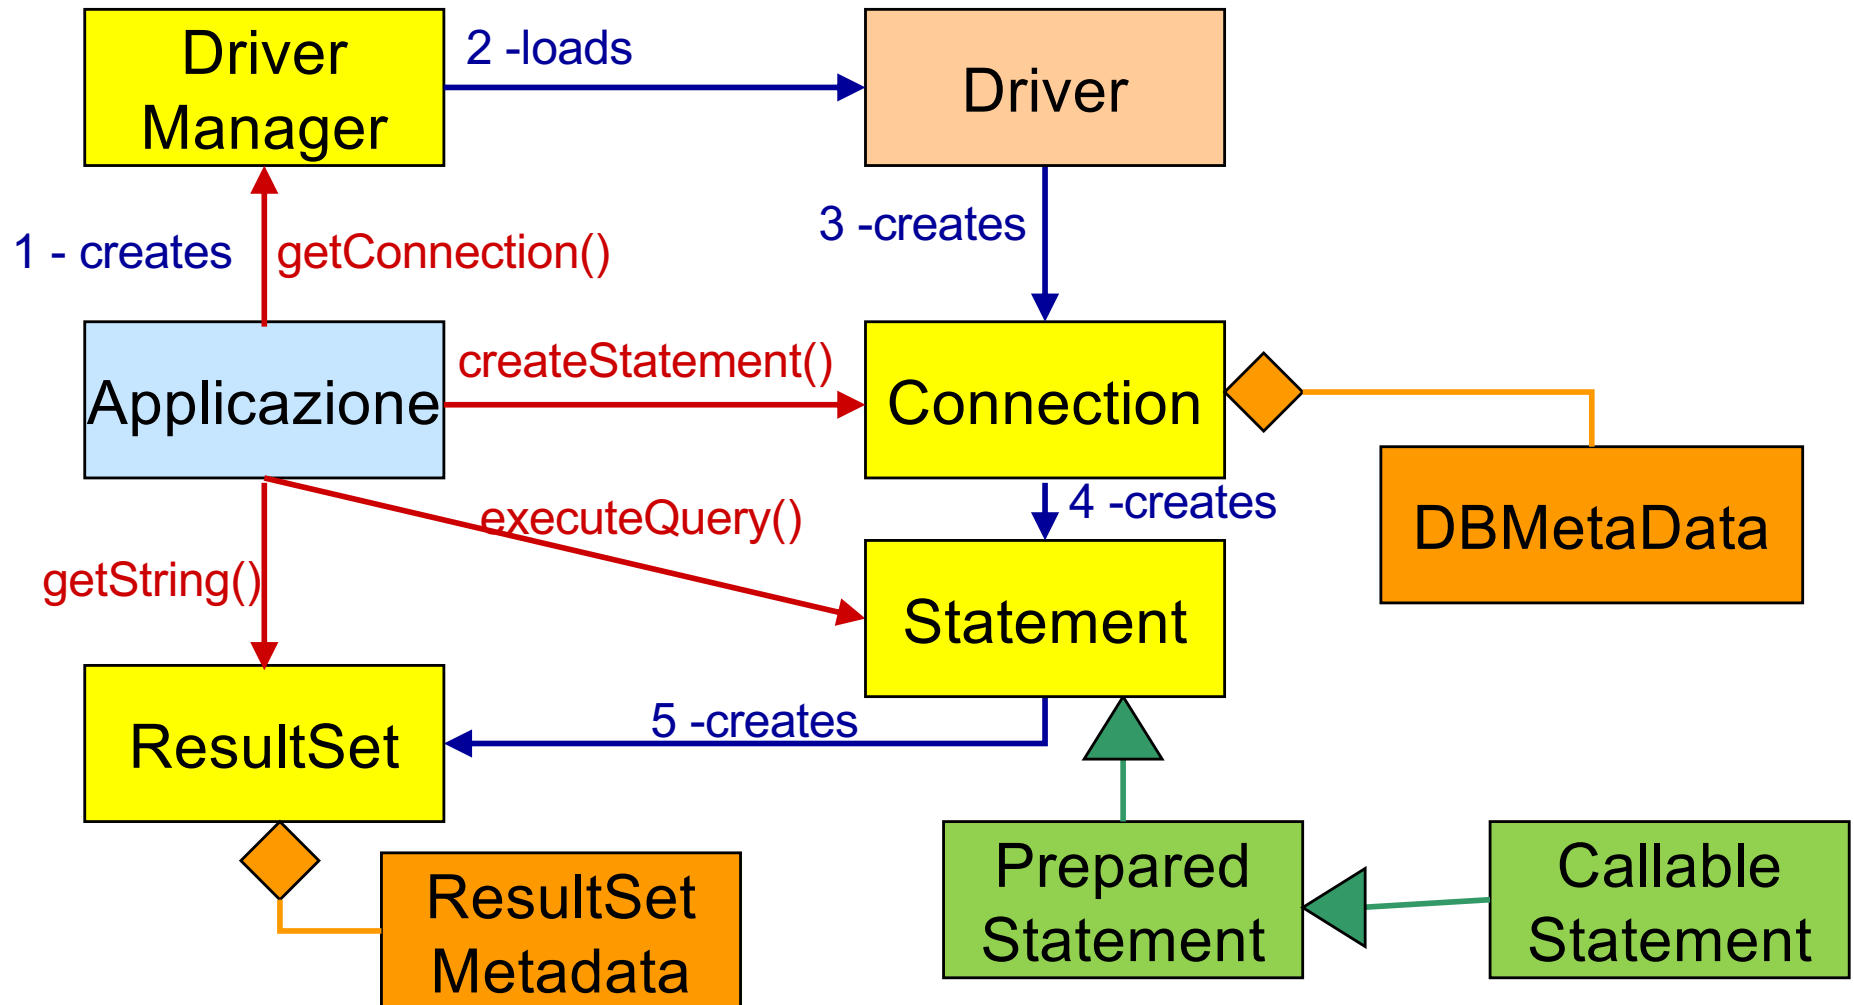 Driver
Manager
2 -loads
Driver
1 - creates
getConnection()
3 -creates
Applicazione
createStatement()
Connection
executeQuery()
4 -creates
DBMetaData
getString()
Statement
ResultSet
5 -creates
ResultSet
Metadata
Prepared
Statement
Callable
Statement